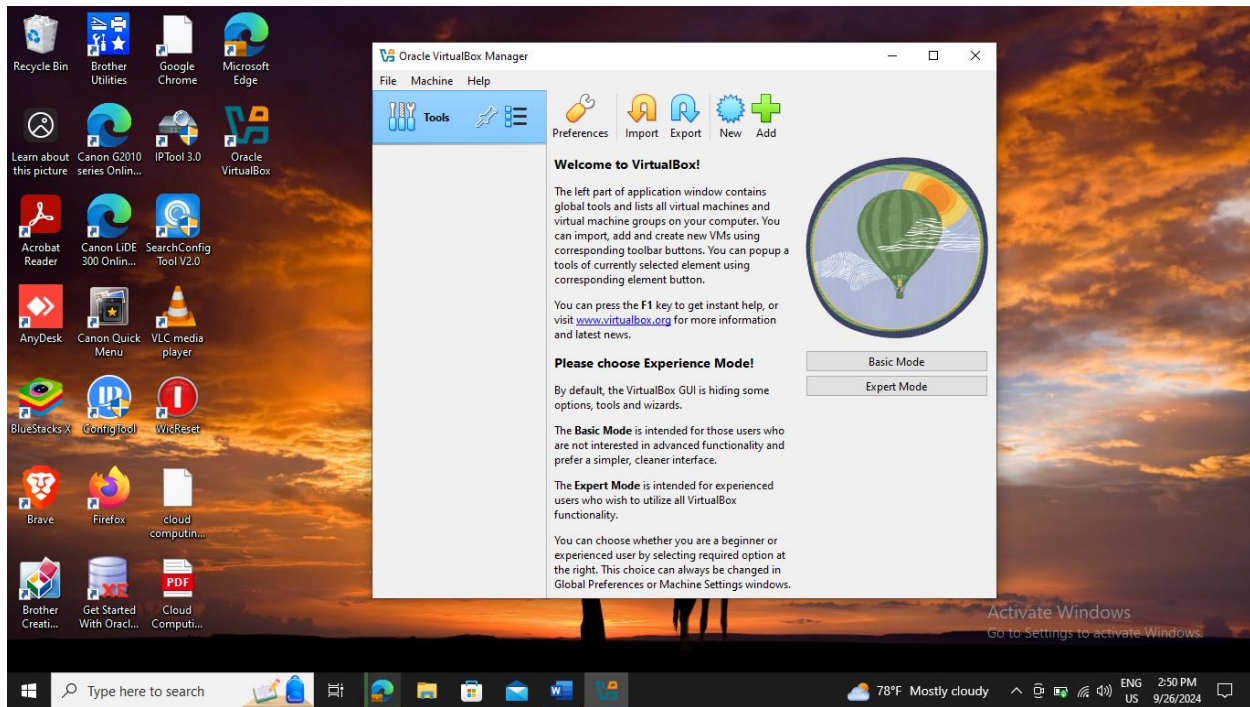 Recycle Bin
Brother
Utilities
Google
Chrome
Microsoft
Edge
Learn about
this picture
Canon G2010
series Onlin...
IPTool 3.0
Oracle
VirtualBox
Acrobat
Reader
Canon LiDE
300 Onlin...
SearchConfig
Tool V2.0
AnyDesk
Canon Quick
Menu
VLC media
player
BlueStacks X
ConfigTool
WicReset
Brave
Firefox
cloud
computin...
Brother
Creati...
XE
Get Started
With Oracl...
PDF
Cloud
Computi...
Oracle VirtualBox Manager
File Machine Help
Tools
Preferences Import Export New Add
Welcome to VirtualBox!
The left part of application window contains
global tools and lists all virtual machines and
virtual machine groups on your computer. You
can import, add and create new VMs using
corresponding toolbar buttons. You can popup a
tools of currently selected element using
corresponding element button.
You can press the F1 key to get instant help, or
visit www.virtualbox.org for more information
and latest news.
Please choose Experience Mode!
By default, the VirtualBox GUI is hiding some
options, tools and wizards.
The Basic Mode is intended for those users who
are not interested in advanced functionality and
prefer a simpler, cleaner interface.
The Expert Mode is intended for experienced
users who wish to utilize all VirtualBox
functionality.
You can choose whether you are a beginner or
experienced user by selecting required option at
the right. This choice can always be changed in
Global Preferences or Machine Settings windows.
Basic Mode
Expert Mode
Activate Windows
Go to Settings to activate Windows.
Type here to search
78°F Mostly cloudy
ENG
US
2:50 PM
9/26/2024